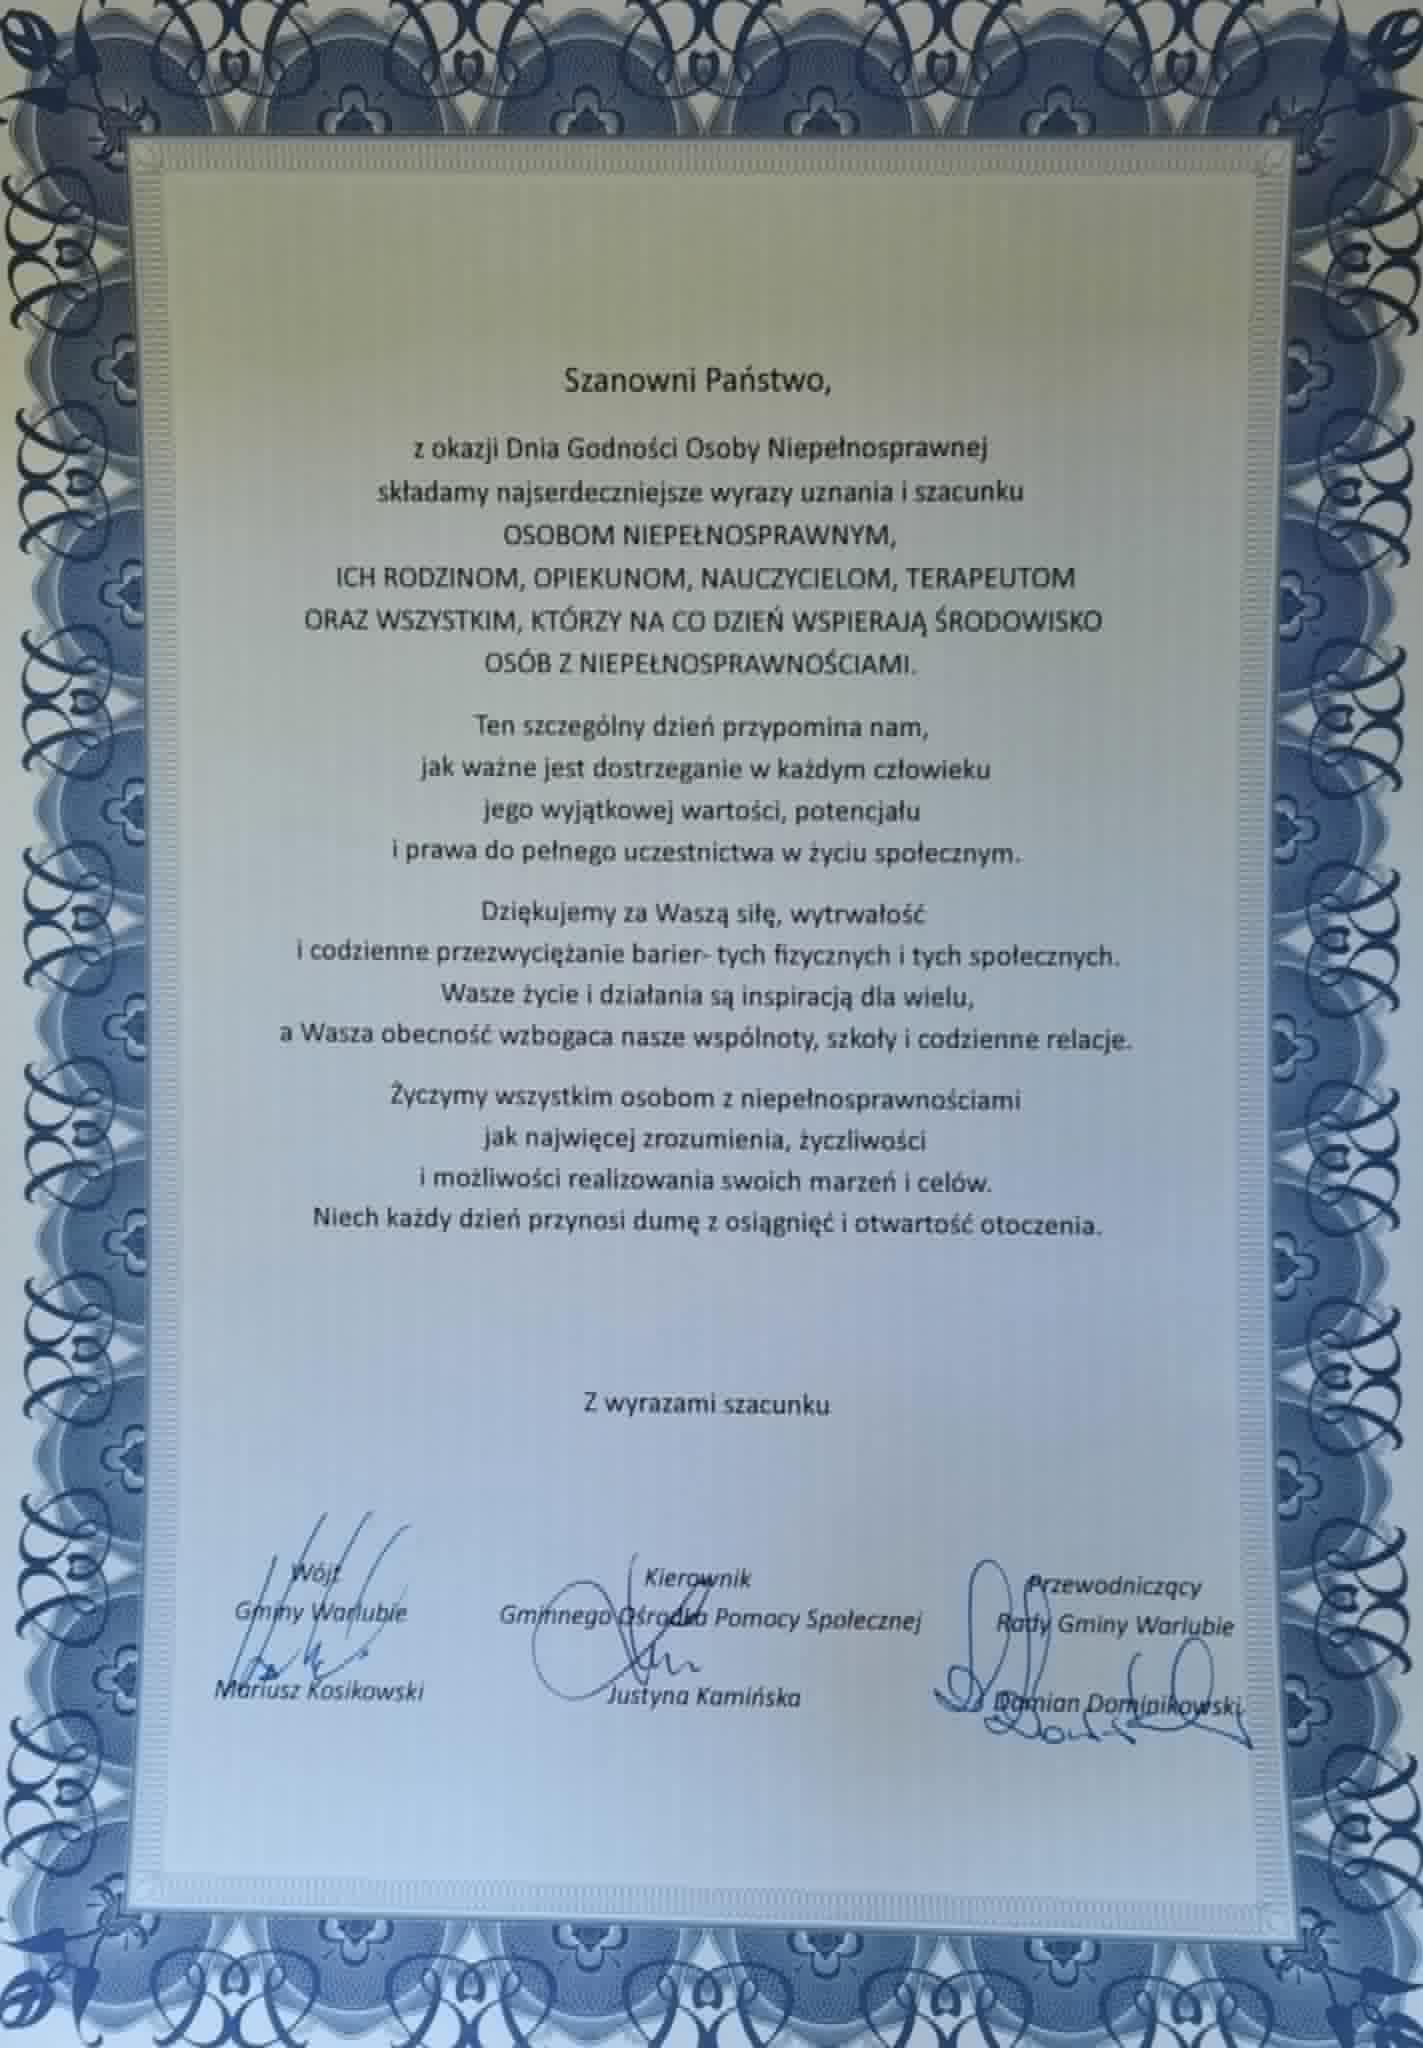 Szanowni Państwo,
z okazji Dnia Godności Osoby Niepełnosprawnej
składamy najserdeczniejsze wyrazy uznania i szacunku
OSOBOM NIEPEŁNOSPRAWNYM,
ICH RODZINOM, OPIEKUNOM, NAUCZYCIELOM, TERAPEUTOM
ORAZ WSZYSTKIM, KTÓRZY NA CO DZIEŃ WSPIERAJĄ ŚRODOWISKO
OSÓB Z NIEPEŁNOSPRAWNOŚCIAMI.
Ten szczególny dzień przypomina nam,
jak ważne jest dostrzeganie w każdym człowieku
jego wyjątkowej wartości, potencjału
i prawa do pełnego uczestnictwa w życiu społecznym.
Dziękujemy za Waszą siłę, wytrwałość
i codzienne przezwyciężanie barier- tych fizycznych i tych społecznych.
Wasze życie i działania są inspiracją dla wielu,
a Wasza obecność wzbogaca nasze wspólnoty, szkoły i codzienne relacje.
Życzymy wszystkim osobom z niepełnosprawnościami
jak najwięcej zrozumienia, życzliwości
i możliwości realizowania swoich marzeń i celów.
Niech każdy dzień przynosi dumę z osiągnięć i otwartość otoczenia.
Z wyrazami szacunku
Wójt
Gminy Warlubie
Mariusz Kosikowski
Kierownik
Gminnego Ośrodka Pomocy Społecznej
Justyna Kamińska
Przewodniczący
Rady Gminy Warlubie
Damian Dominikowski